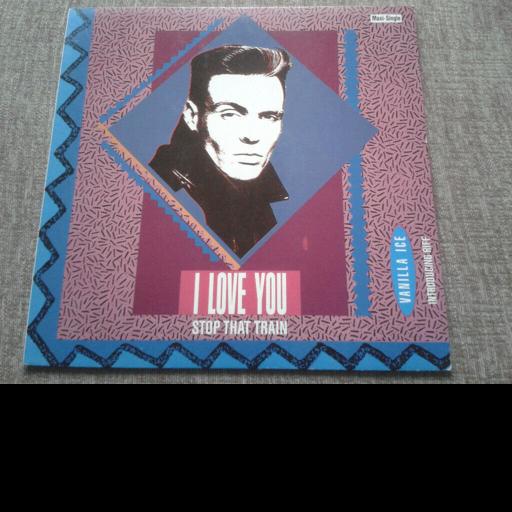 Maxi-Single
I LOVE YOU
STOP THAT TRAIN
VANILLA ICE
INTRODUCING RIFF